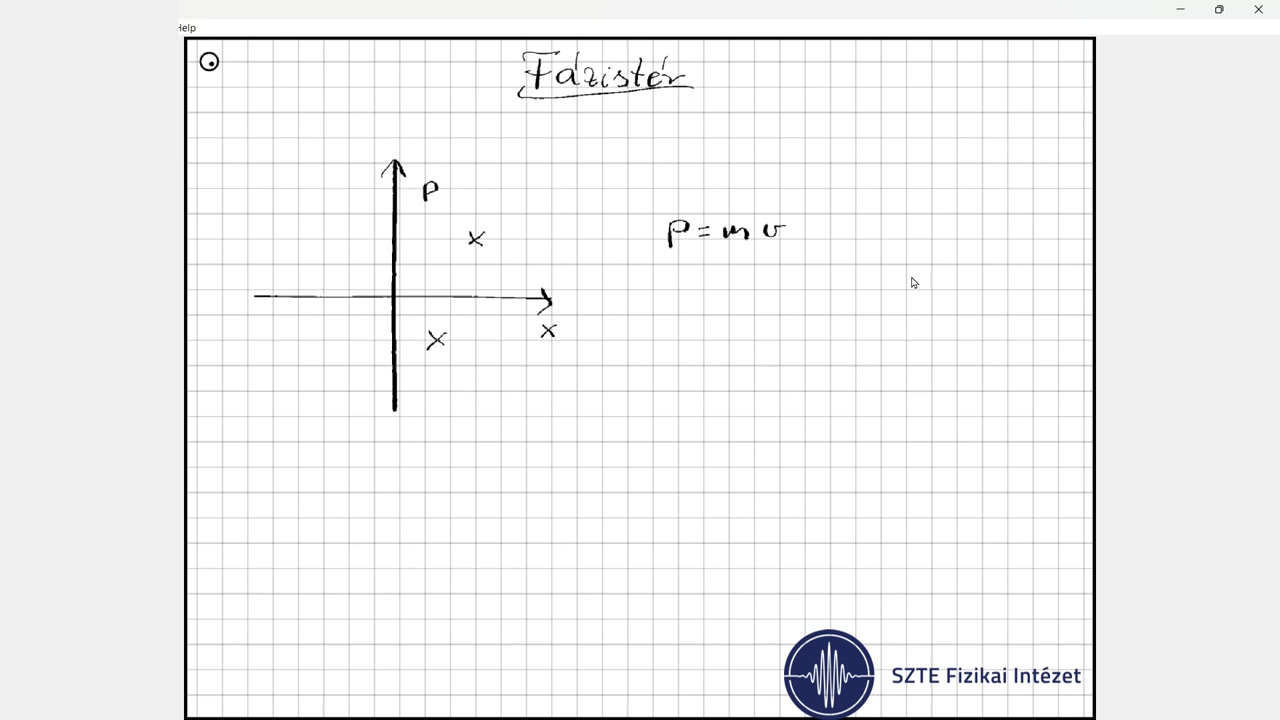 Help
Fázistér
p
x
p = m v
x
x
SZTE Fizikai Intézet